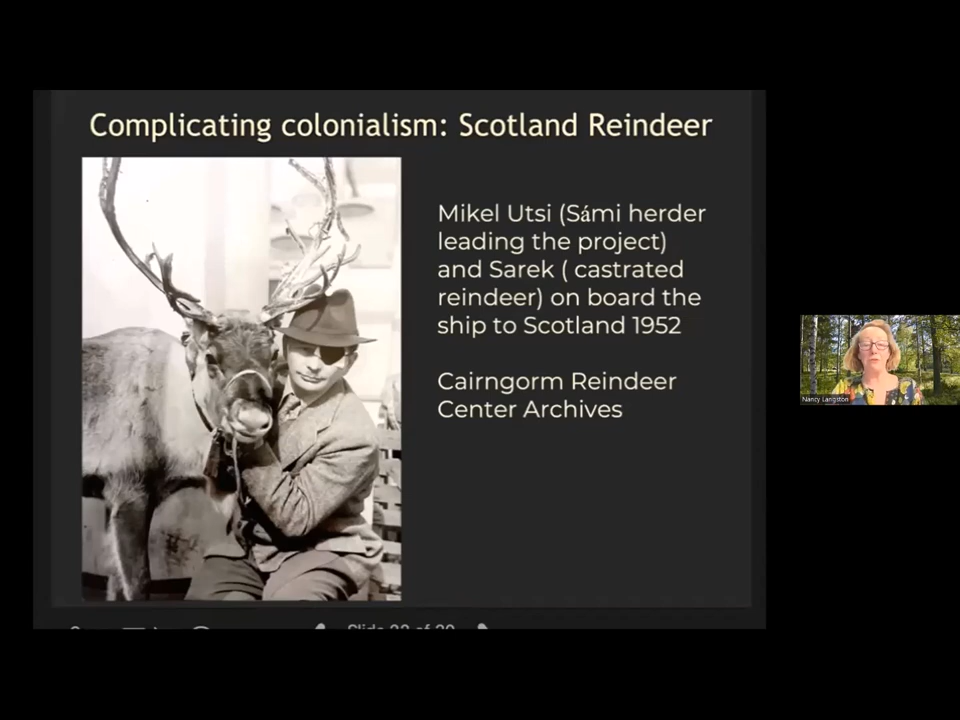 Complicating colonialism: Scotland Reindeer
Mikel Utsi (Sámi herder
leading the project)
and Sarek ( castrated
reindeer) on board the
ship to Scotland 1952
Cairngorm Reindeer
Center Archives
Nancy Langston